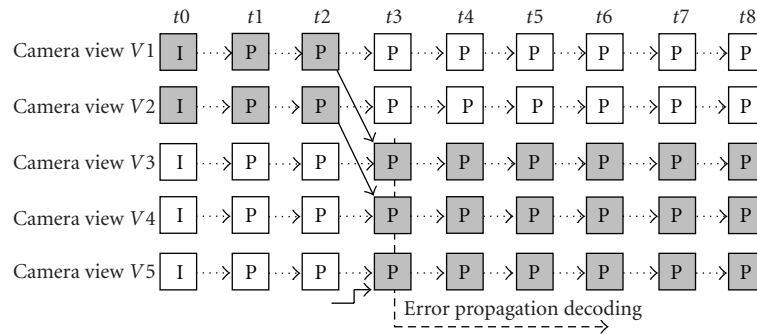 t0 t1 t2 t3 t4 t5 t6 t7 t8
Camera view V1 I P P P P P P P P
Camera view V2 I P P P P P P P P
Camera view V3 I P P P P P P P P
Camera view V4 I P P P P P P P P
Camera view V5 I P P P P P P P P
Error propagation decoding